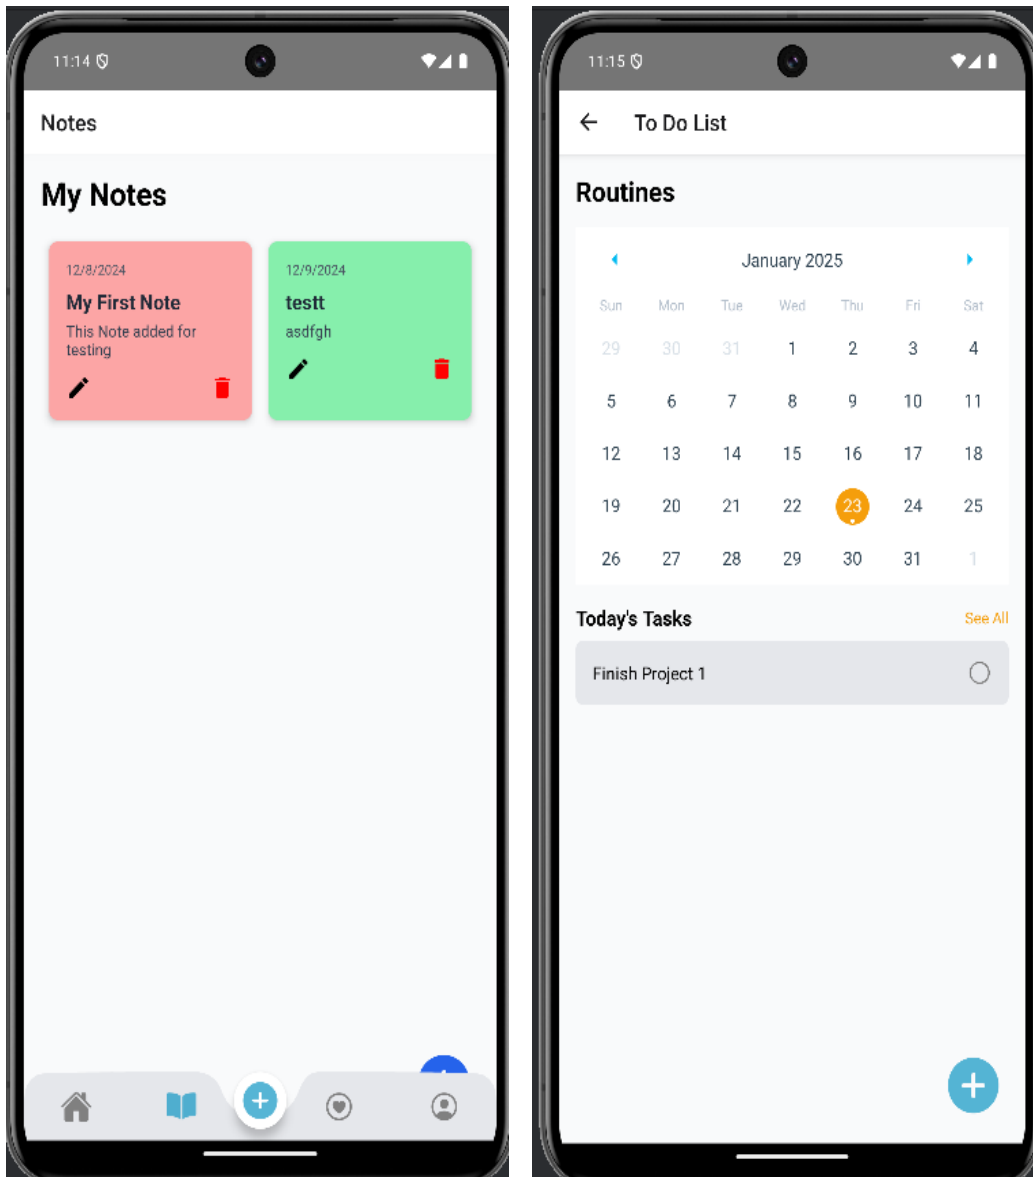 11:14
Notes
My Notes
12/8/2024
My First Note
This Note added for
testing
12/9/2024
testt
asdfgh
11:15
To Do List
Routines
January 2025
Sun Mon Tue Wed Thu Fri Sat
29 30 31 1 2 3 4
5 6 7 8 9 10 11
12 13 14 15 16 17 18
19 20 21 22 23 24 25
26 27 28 29 30 31 1
Today's Tasks See All
Finish Project 1